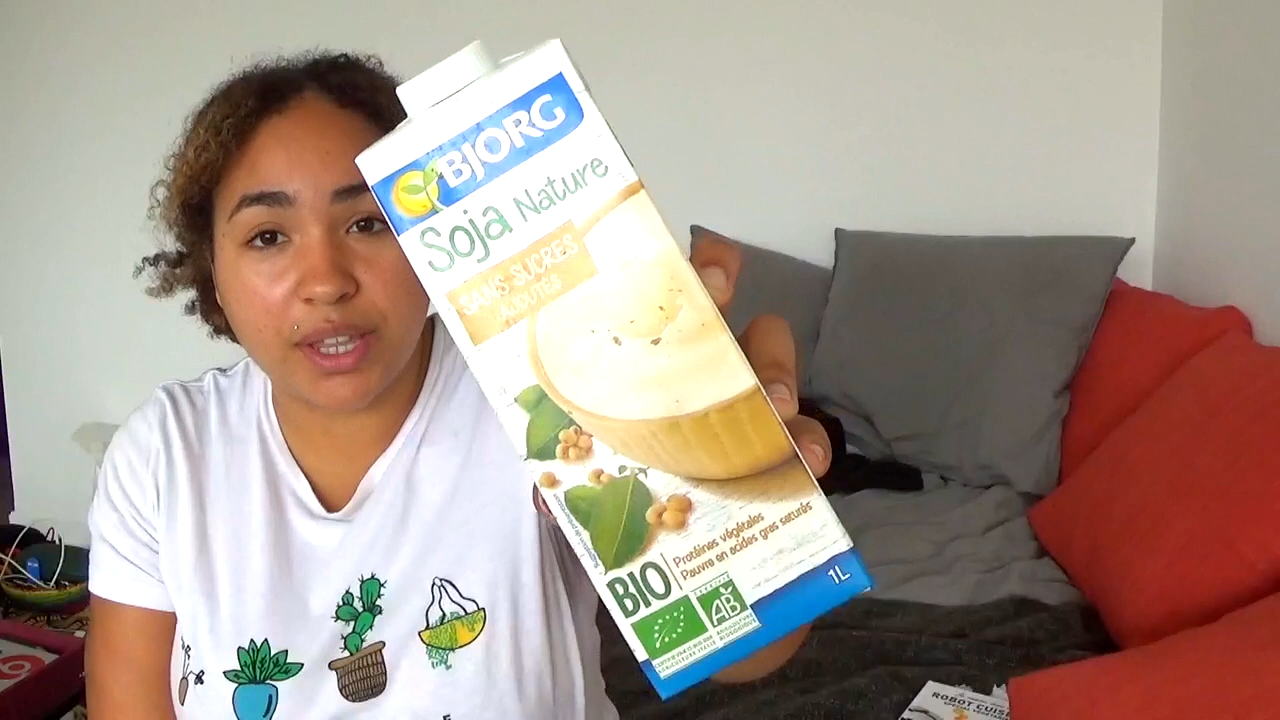 BJORG
Soja Nature
SANS SUCRES
AJOUTÉS
BIO
Protéines végétales
Pauvre en acides gras saturés
1L
AB
AGRICULTURE
BIOLOGIQUE
ROBOT CUIS